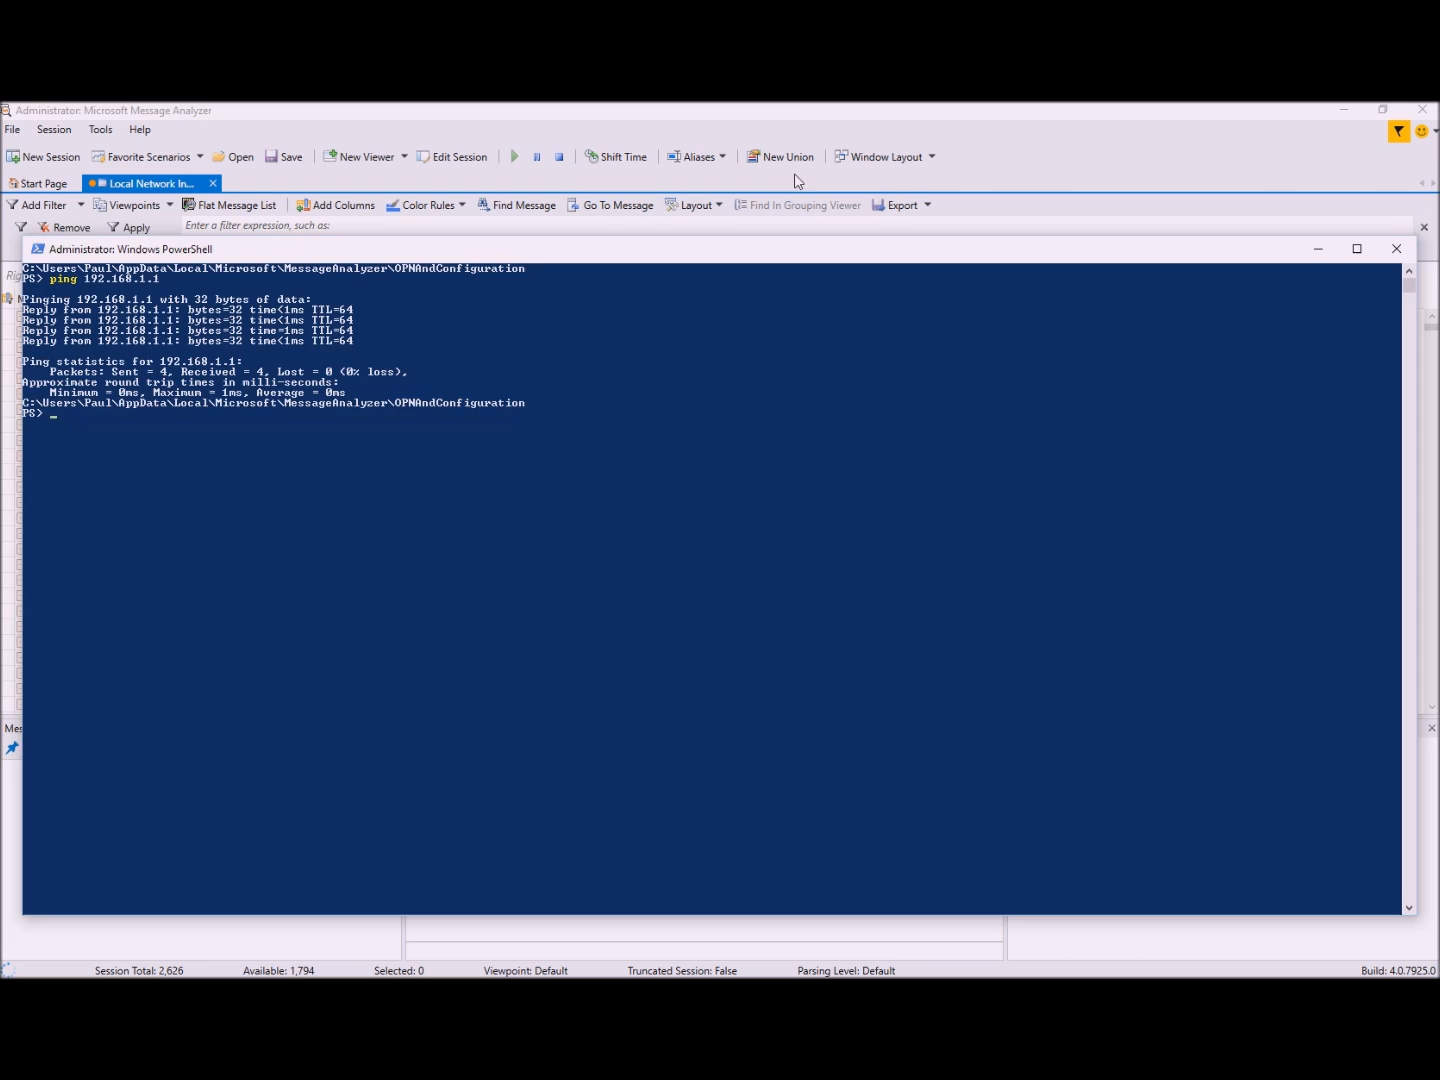 Administrator: Microsoft Message Analyzer
File Session Tools Help
New Session Favorite Scenarios Open Save New Viewer Edit Session Shift Time Aliases New Union Window Layout
Start Page Local Network In...
Add Filter Viewpoints Flat Message List Add Columns Color Rules Find Message Go To Message Layout Find In Grouping Viewer Export
Remove Apply Enter a filter expression, such as:
Administrator: Windows PowerShell
C:\Users\Paul\AppData\Local\Microsoft\MessageAnalyzer\OPNAndConfiguration
PS> ping 192.168.1.1
Pinging 192.168.1.1 with 32 bytes of data:
Reply from 192.168.1.1: bytes=32 time<1ms TTL=64
Reply from 192.168.1.1: bytes=32 time<1ms TTL=64
Reply from 192.168.1.1: bytes=32 time=1ms TTL=64
Reply from 192.168.1.1: bytes=32 time<1ms TTL=64
Ping statistics for 192.168.1.1:
Packets: Sent = 4, Received = 4, Lost = 0 (0% loss),
Approximate round trip times in milli-seconds:
Minimum = 0ms, Maximum = 1ms, Average = 0ms
C:\Users\Paul\AppData\Local\Microsoft\MessageAnalyzer\OPNAndConfiguration
PS> _
Session Total: 2,626 Available: 1,794 Selected: 0 Viewpoint: Default Truncated Session: False Parsing Level: Default Build: 4.0.7925.0